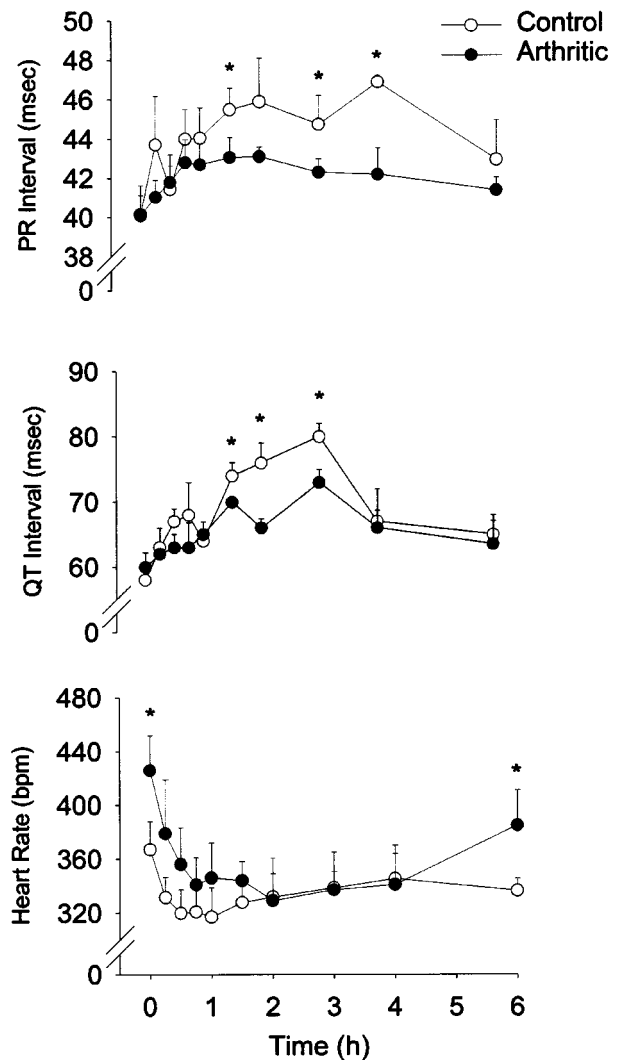 Control
Arthritic
50
48
46
44
42
40
38
0
PR Interval (msec)
* * *
90
80
70
60
0
QT Interval (msec)
* * *
480
440
400
360
320
0
Heart Rate (bpm)
* *
0 1 2 3 4 5 6
Time (h)